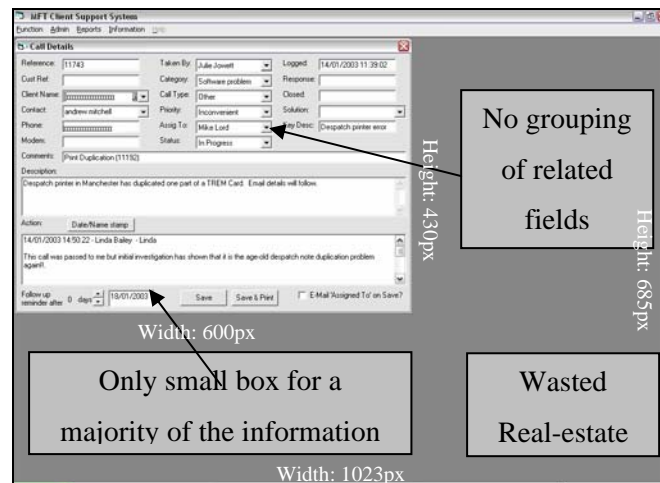 MFT Client Support System
Function Admin Reports Information
Call Details
Reference: 11743 Taken By: Julie Jovett Logged: 14/01/2003 11:39:02
Cust Ref: Category: Software problem Response:
Client Name: Call Type: Other Closed:
Contact: andrew mitchell Priority: Inconvenient Solution:
Phone: Assig To: Mike Lord Key Desc: Despatch printer error
Modem: Status: In Progress
Comments: Print Duplication (11192)
Description:
Despatch printer in Manchester has duplicated one part of a TREM Card. Email details will follow.
Action: Date/Name stamp
14/01/2003 14:50:22 - Linda Bailey - Linda
This call was passed to me but initial investigation has shown that it is the age-old despatch note duplication problem
again!!.
Follow up
reminder after 0 days 18/01/2003 Save Save & Print E-Mail 'Assigned To' on Save?
No grouping
of related
fields
Height: 430px
Height: 685px
Width: 600px
Only small box for a
majority of the information
Wasted
Real-estate
Width: 1023px